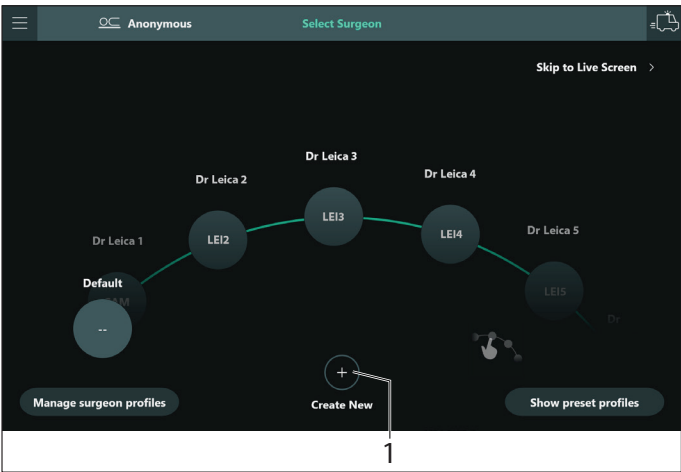 Anonymous
Select Surgeon
Skip to Live Screen
Dr Leica 3
Dr Leica 2
Dr Leica 4
LEI3
LEI2
LEI4
Dr Leica 5
Dr Leica 1
LEI5
Default
AM
--
Dr
+
Manage surgeon profiles
Create New
Show preset profiles
1